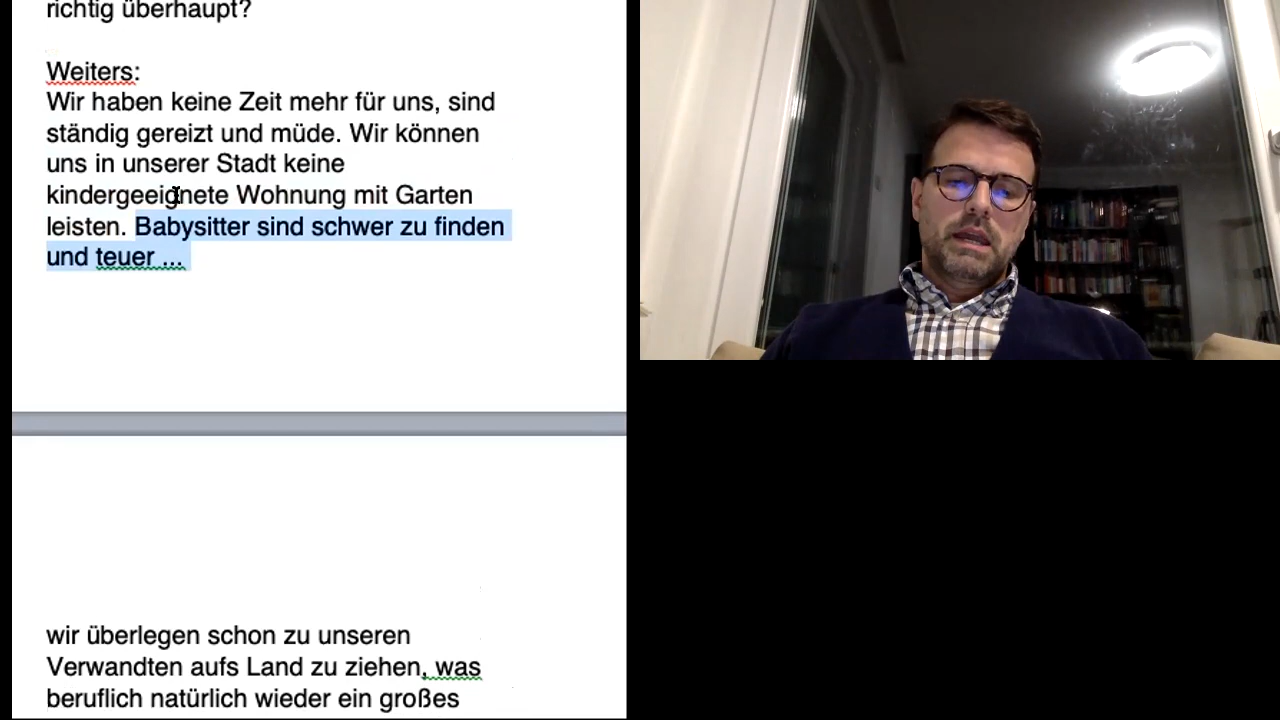 richtig überhaupt?
Weiters:
Wir haben keine Zeit mehr für uns, sind
ständig gereizt und müde. Wir können
uns in unserer Stadt keine
kindergeeignete Wohnung mit Garten
leisten. Babysitter sind schwer zu finden
und teuer ...
wir überlegen schon zu unseren
Verwandten aufs Land zu ziehen, was
beruflich natürlich wieder ein großes